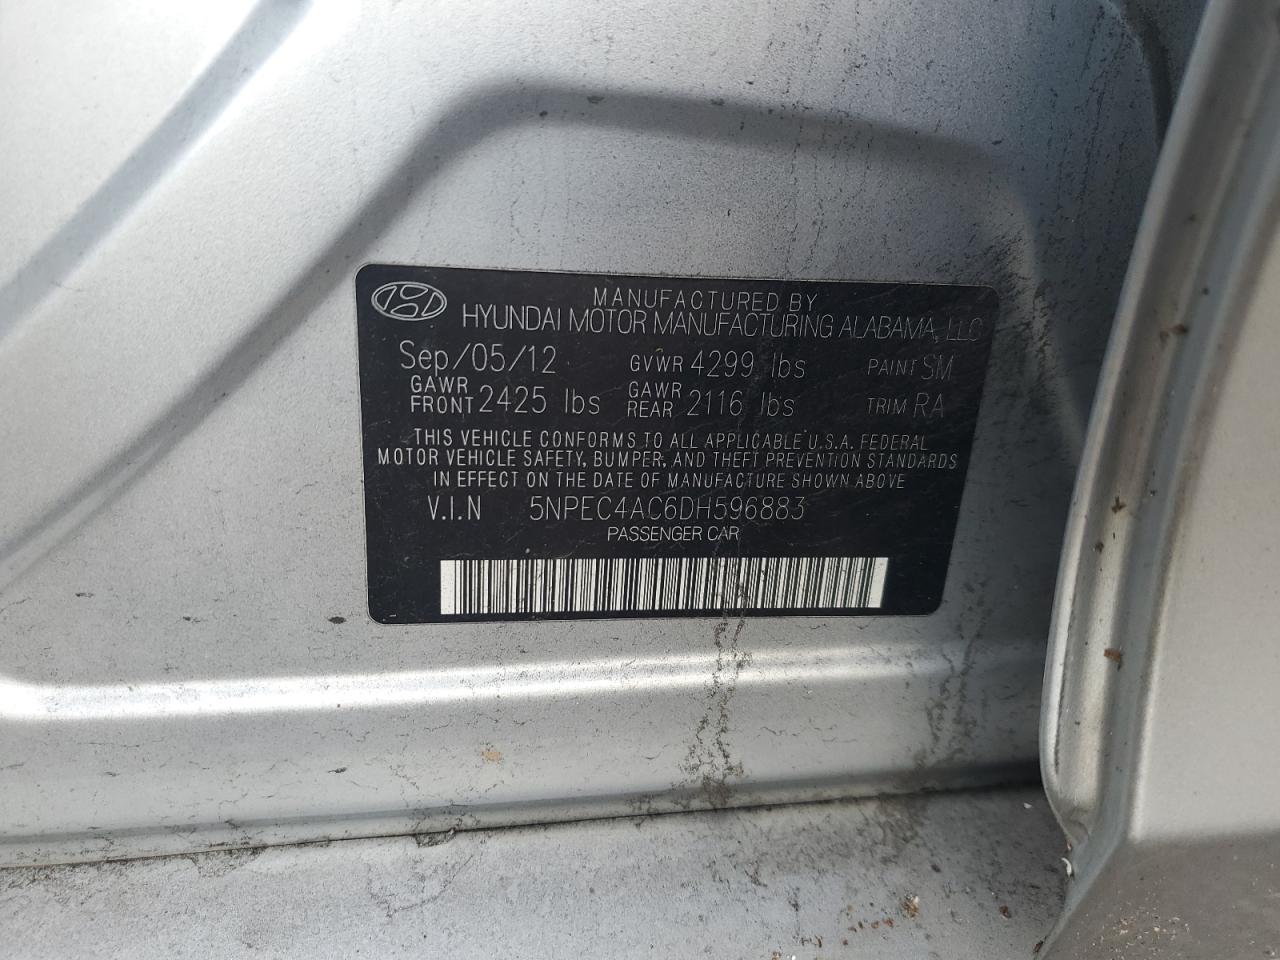 MANUFACTURED BY
HYUNDAI MOTOR MANUFACTURING ALABAMA, LLC
Sep/05/12 GVWR 4299 lbs PAINT SM
GAWR FRONT 2425 lbs GAWR REAR 2116 lbs TRIM RA
THIS VEHICLE CONFORMS TO ALL APPLICABLE U.S.A. FEDERAL
MOTOR VEHICLE SAFETY, BUMPER, AND THEFT PREVENTION STANDARDS
IN EFFECT ON THE DATE OF MANUFACTURE SHOWN ABOVE
V.I.N 5NPEC4AC6DH596883
PASSENGER CAR